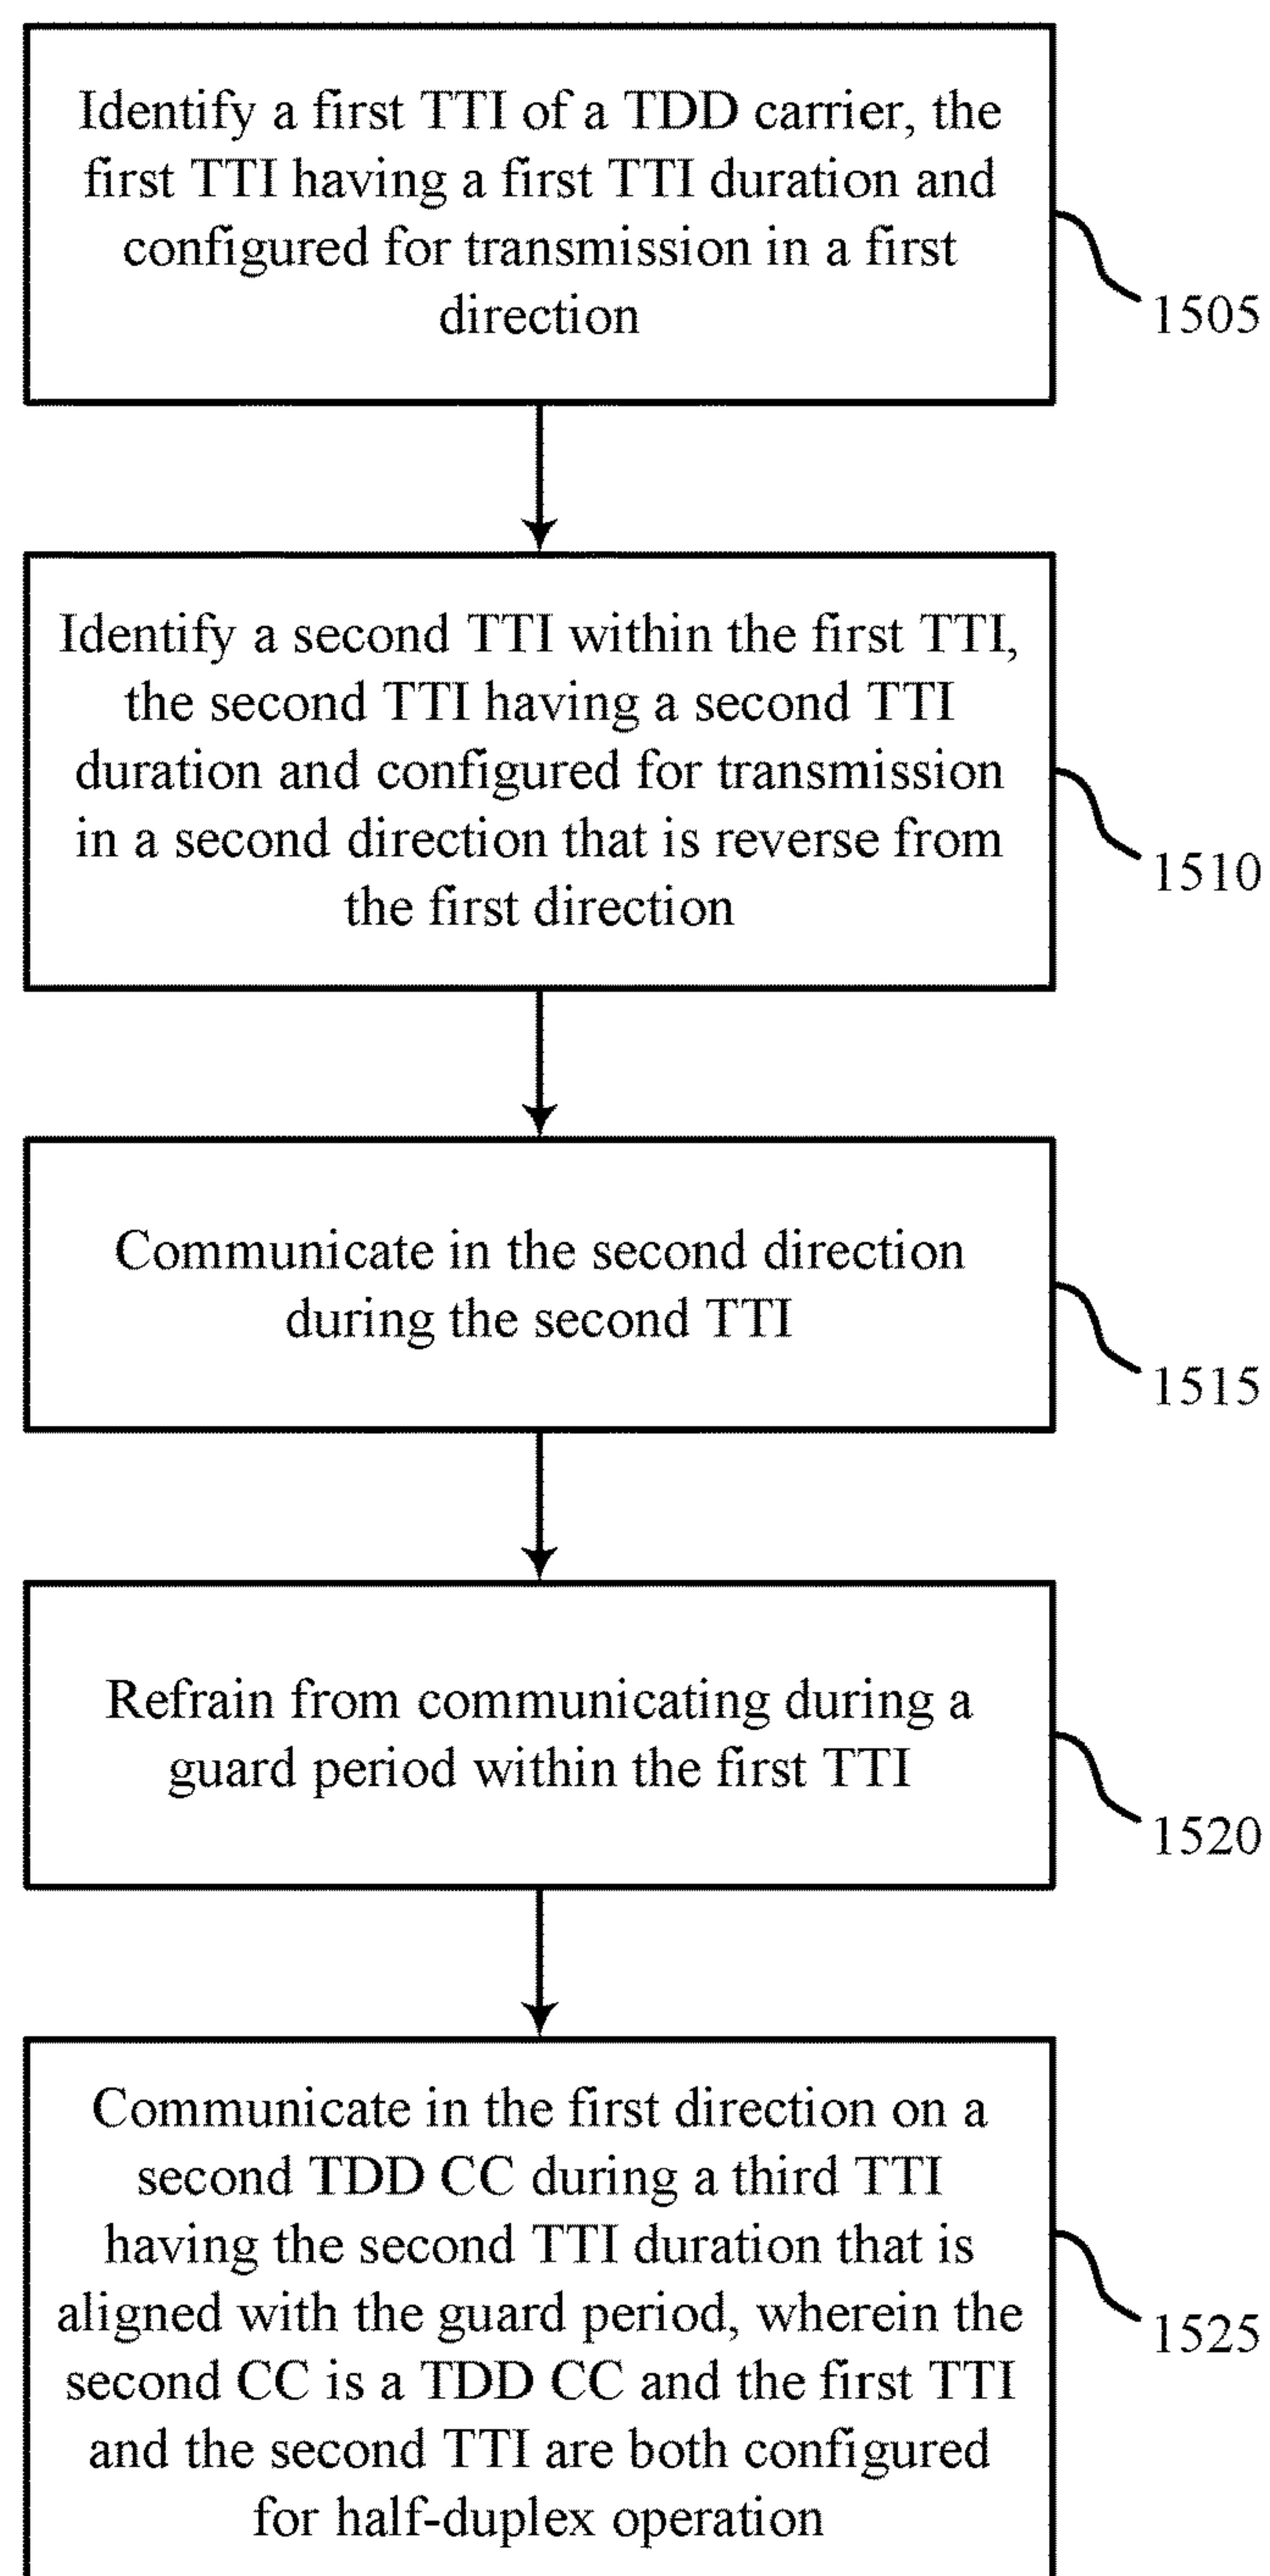 Identify a first TTI of a TDD carrier, the
first TTI having a first TTI duration and
configured for transmission in a first
direction
1505
Identify a second TTI within the first TTI,
the second TTI having a second TTI
duration and configured for transmission
in a second direction that is reverse from
the first direction
1510
Communicate in the second direction
during the second TTI
1515
Refrain from communicating during a
guard period within the first TTI
1520
Communicate in the first direction on a
second TDD CC during a third TTI
having the second TTI duration that is
aligned with the guard period, wherein the
second CC is a TDD CC and the first TTI
and the second TTI are both configured
for half-duplex operation
1525